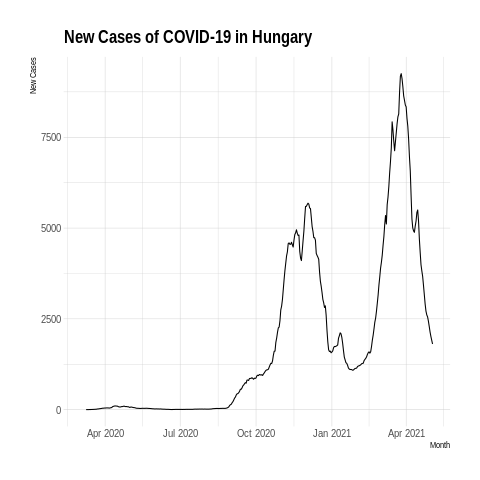 New Cases of COVID-19 in Hungary
New Cases
7500
5000
2500
0
Apr 2020 Jul 2020 Oct 2020 Jan 2021 Apr 2021
Month